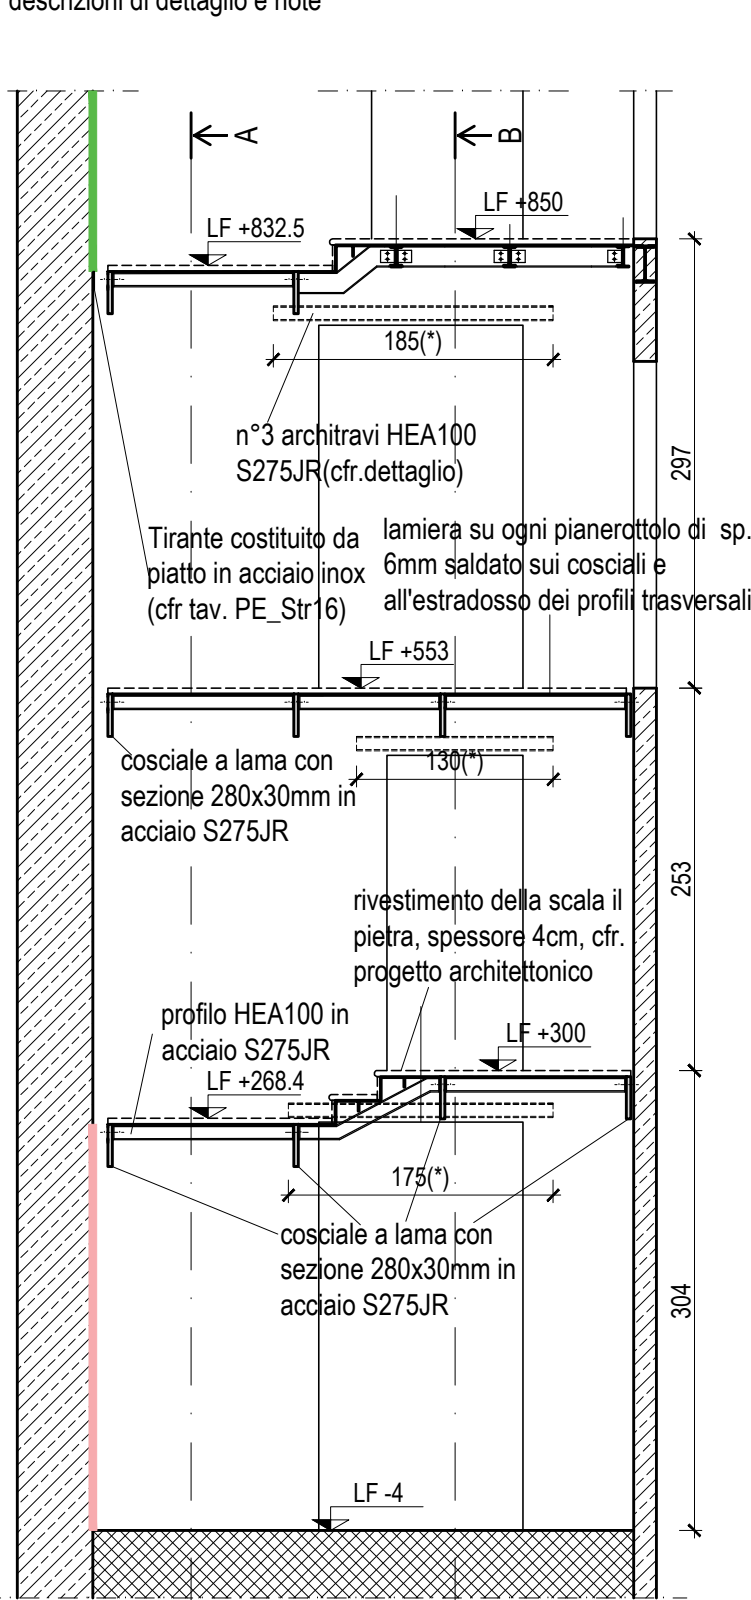 descrizioni di dettaglio e note
A
B
LF +832.5
LF +850
185(*)
n°3 architravi HEA100
S275JR(cfr.dettaglio)
297
Tirante costituito da
piatto in acciaio inox
(cfr tav. PE_Str16)
lamiera su ogni pianerottolo di sp.
6mm saldato sui cosciali e
all'estradosso dei profili trasversali
LF +553
cosciale a lama con
sezione 280x30mm in
acciaio S275JR
130(*)
253
rivestimento della scala il
pietra, spessore 4cm, cfr.
progetto architettonico
profilo HEA100 in
acciaio S275JR
LF +300
LF +268.4
175(*)
cosciale a lama con
sezione 280x30mm in
acciaio S275JR
304
LF -4